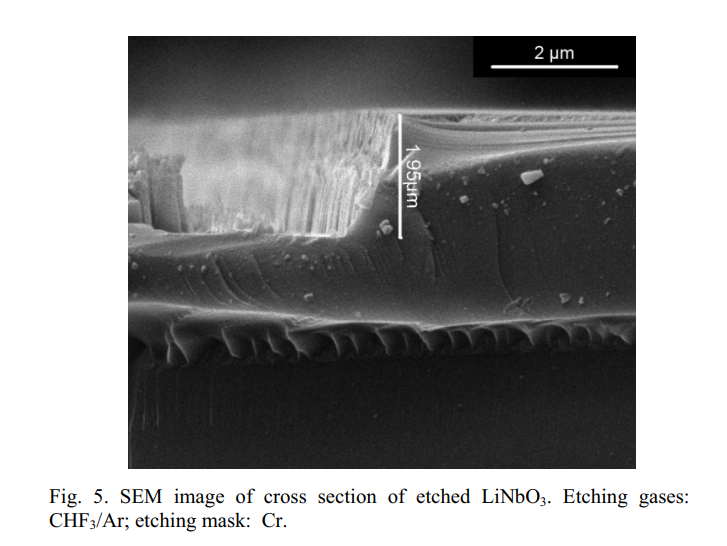 2 μm
1.95μm
Fig. 5. SEM image of cross section of etched LiNbO₃. Etching gases:
CHF₃/Ar; etching mask: Cr.